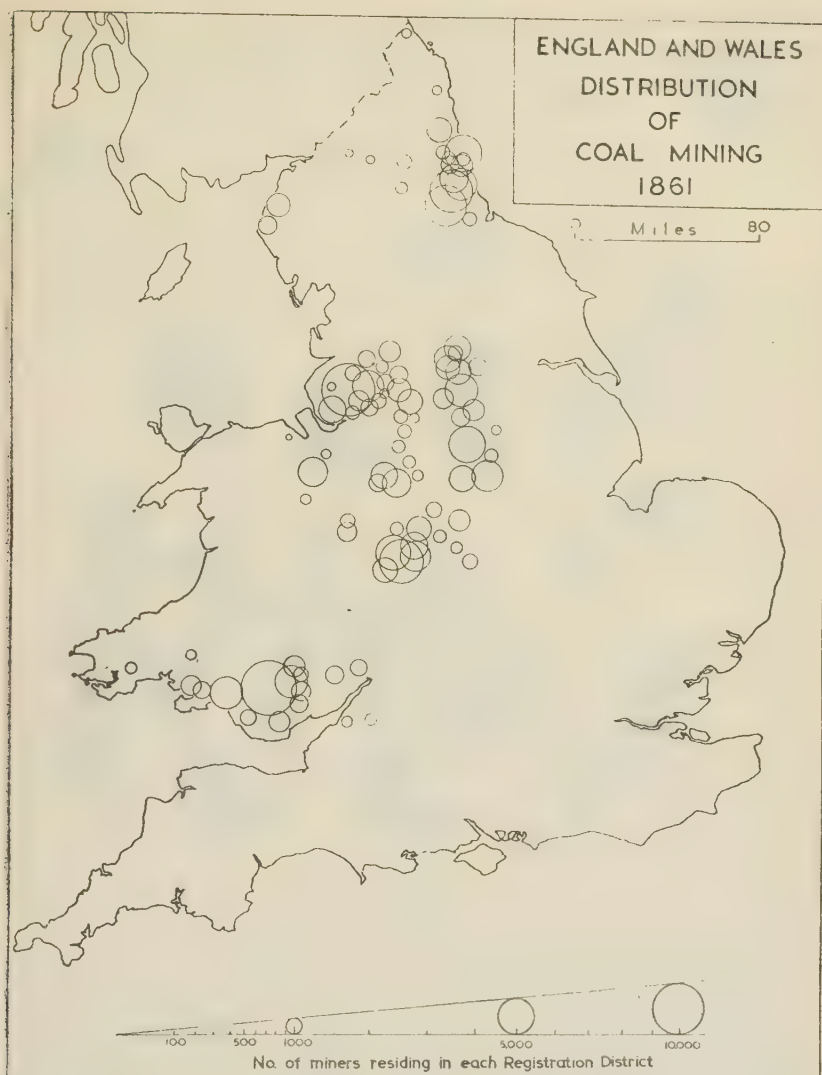 ENGLAND AND WALES
DISTRIBUTION
OF
COAL MINING
1861
0 Miles 80
100 500 1000 5,000 10,000
No. of miners residing in each Registration District